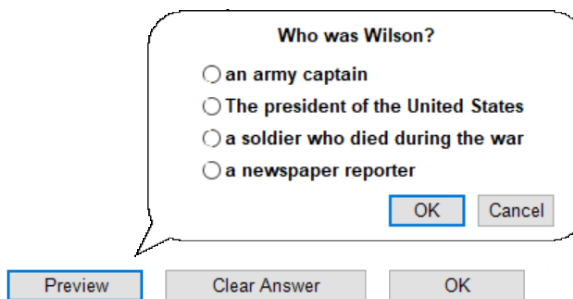 Who was Wilson?
an army captain
The president of the United States
a soldier who died during the war
a newspaper reporter
OK Cancel
Preview Clear Answer OK